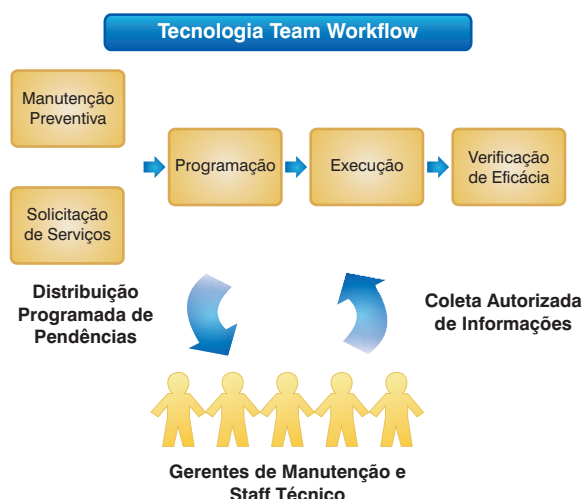 Tecnologia Team Workflow
Manutenção
Preventiva
Solicitação
de Serviços
Programação
Execução
Verificação
de Eficácia
Distribuição
Programada de
Pendências
Coleta Autorizada
de Informações
Gerentes de Manutenção e
Staff Técnico